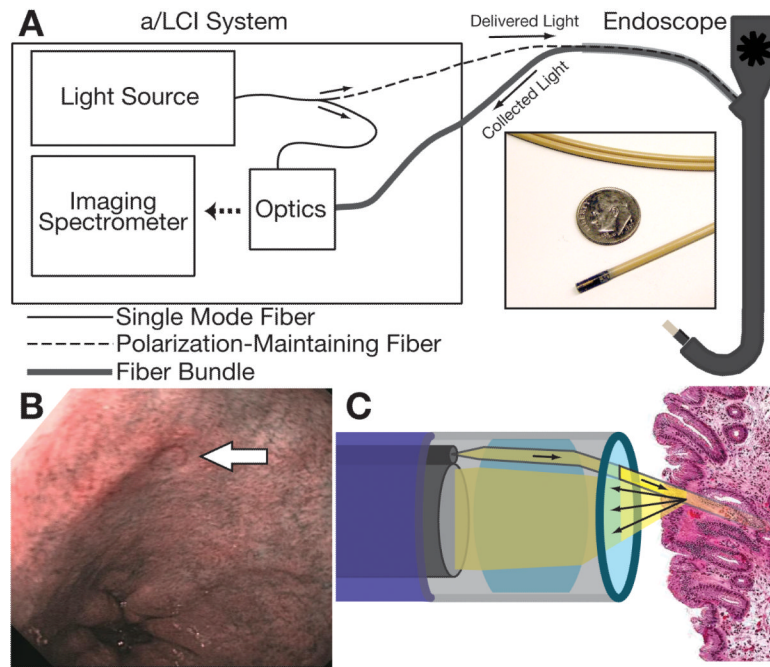 A
a/LCI System
Delivered Light
Endoscope
Light Source
Collected Light
Imaging
Spectrometer
Optics
LIBERTY
Single Mode Fiber
Polarization-Maintaining Fiber
Fiber Bundle
B
C